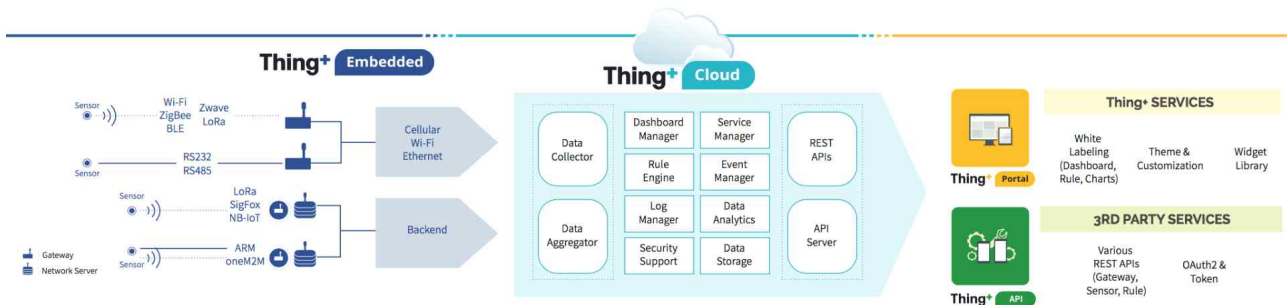 Thing+ Embedded
Thing+ Cloud
Sensor
Wi-Fi
ZigBee
BLE
Zwave
LoRa
Sensor
RS232
RS485
Cellular
Wi-Fi
Ethernet
Sensor
LoRa
SigFox
NB-IoT
Sensor
ARM
oneM2M
Backend
Gateway
Network Server
Data
Collector
Data
Aggregator
Dashboard
Manager
Service
Manager
Rule
Engine
Event
Manager
Log
Manager
Data
Analytics
Security
Support
Data
Storage
REST
APIs
API
Server
Thing+ Portal
Thing+ SERVICES
White
Labeling
(Dashboard,
Rule, Charts)
Theme &
Customization
Widget
Library
Thing+ API
3RD PARTY SERVICES
Various
REST APIs
(Gateway,
Sensor, Rule)
OAuth2 &
Token